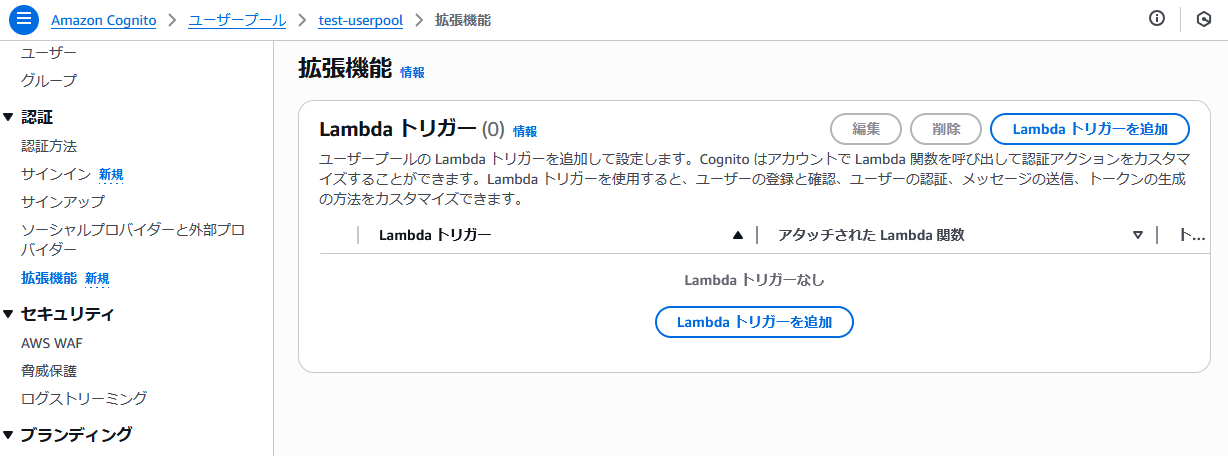 Amazon Cognito > ユーザープール > test-userpool > 拡張機能
ユーザー
グループ
認証
認証方法
サインイン 新規
サインアップ
ソーシャルプロバイダーと外部プロ
バイダー
拡張機能 新規
セキュリティ
AWS WAF
脅威保護
ログストリーミング
ブランディング
拡張機能 情報
Lambda トリガー (0) 情報
編集
削除
Lambda トリガーを追加
ユーザープールの Lambda トリガーを追加して設定します。Cognito はアカウントで Lambda 関数を呼び出して認証アクションをカスタマ
イズすることができます。Lambda トリガーを使用すると、ユーザーの登録と確認、ユーザーの認証、メッセージの送信、トークンの生成
の方法をカスタマイズできます。
Lambda トリガー
アタッチされた Lambda 関数
ト...
Lambda トリガーなし
Lambda トリガーを追加